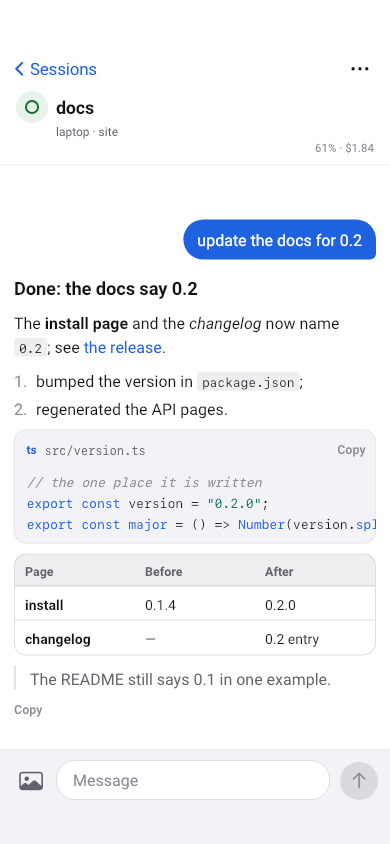 Sessions
docs
laptop · site
61% · $1.84
update the docs for 0.2
Done: the docs say 0.2
The install page and the changelog now name
0.2; see the release.
1. bumped the version in package.json;
2. regenerated the API pages.
ts src/version.ts Copy
// the one place it is written
export const version = "0.2.0";
export const major = () => Number(version.spl
Page Before After
install 0.1.4 0.2.0
changelog — 0.2 entry
The README still says 0.1 in one example.
Copy
Message